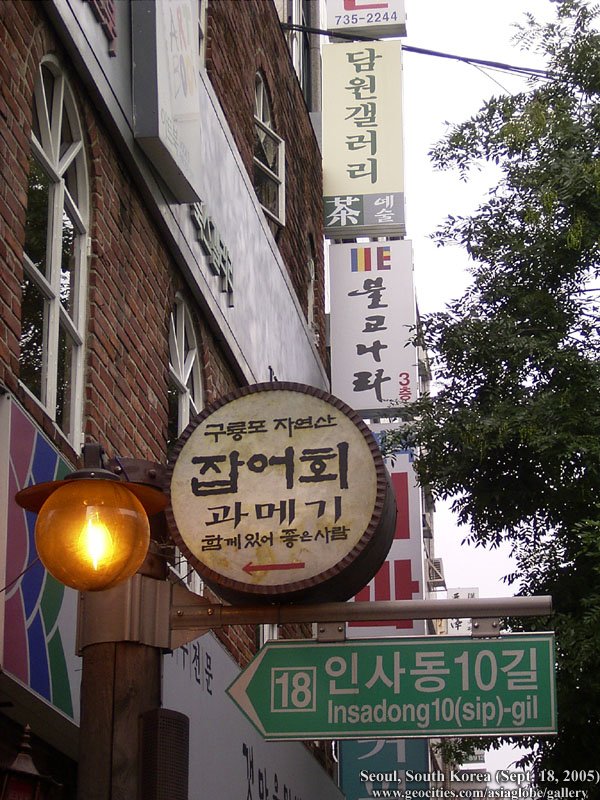 735-2244
담원갤러리
茶 예술
불교나라
3층
구룡포 자연산
잡어회
과메기
함께 있어 좋은 사람
18 인사동10길
Insadong10(sip)-gil
Seoul, South Korea (Sept. 18, 2005)
www.geocities.com/asiaglobe/gallery